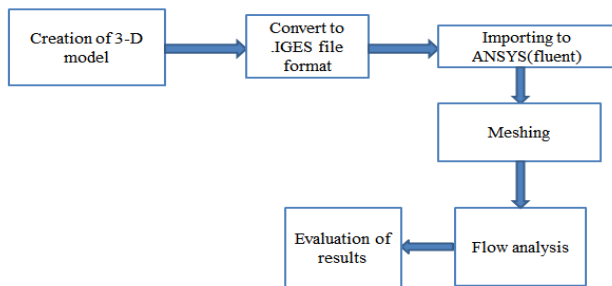 Creation of 3-D
model
Convert to
.IGES file
format
Importing to
ANSYS(fluent)
Meshing
Flow analysis
Evaluation of
results